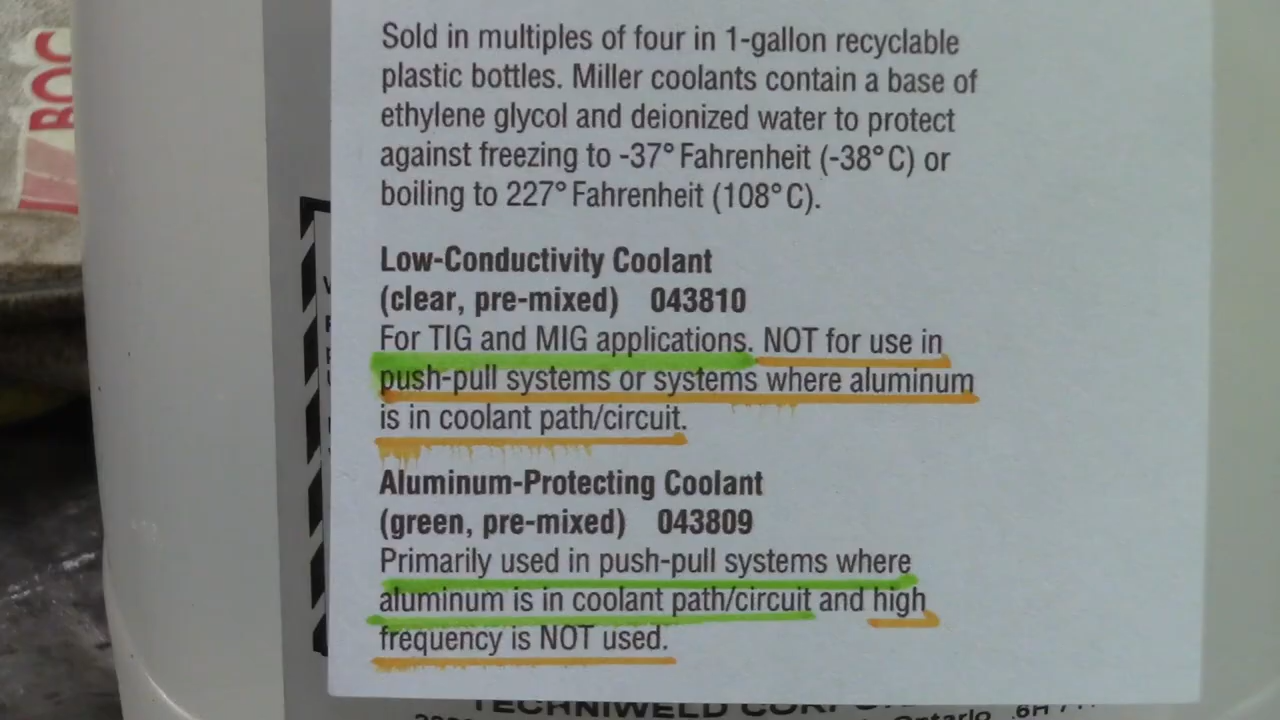 BOC
Sold in multiples of four in 1-gallon recyclable
plastic bottles. Miller coolants contain a base of
ethylene glycol and deionized water to protect
against freezing to -37° Fahrenheit (-38° C) or
boiling to 227° Fahrenheit (108° C).
Low-Conductivity Coolant
(clear, pre-mixed) 043810
For TIG and MIG applications. NOT for use in
push-pull systems or systems where aluminum
is in coolant path/circuit.
Aluminum-Protecting Coolant
(green, pre-mixed) 043809
Primarily used in push-pull systems where
aluminum is in coolant path/circuit and high
frequency is NOT used.
TECHNIWELD
Ontario